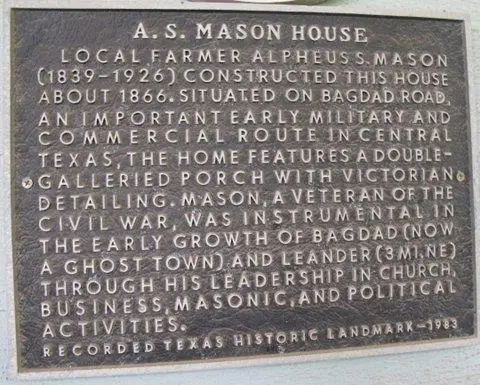 A. S. MASON HOUSE
LOCAL FARMER ALPHEUS S. MASON
(1839-1926) CONSTRUCTED THIS HOUSE
ABOUT 1866. SITUATED ON BAGDAD ROAD,
AN IMPORTANT EARLY MILITARY AND
COMMERCIAL ROUTE IN CENTRAL
TEXAS, THE HOME FEATURES A DOUBLE-
GALLERIED PORCH WITH VICTORIAN
DETAILING. MASON, A VETERAN OF THE
CIVIL WAR, WAS INSTRUMENTAL IN
THE EARLY GROWTH OF BAGDAD (NOW
A GHOST TOWN) AND LEANDER (3 MI. NE)
THROUGH HIS LEADERSHIP IN CHURCH,
BUSINESS, MASONIC, AND POLITICAL
ACTIVITIES.
RECORDED TEXAS HISTORIC LANDMARK-1983